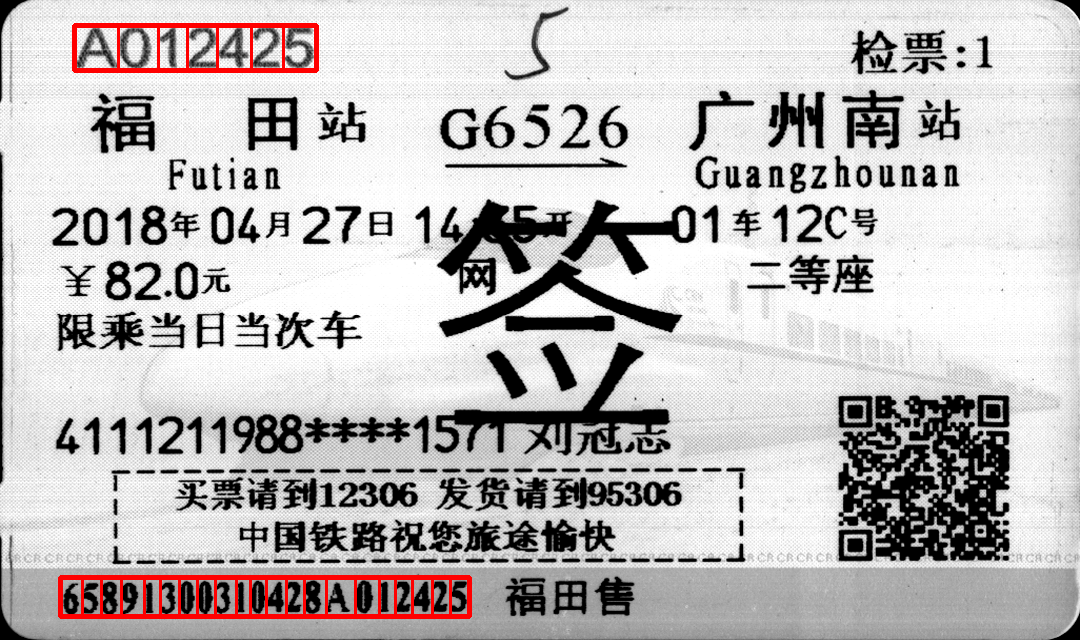 A012425 5 检票:1
福田站 G6526 广州南站
Futian Guangzhounan
2018年04月27日 14 5开 01车12C号
¥82.0元 网 二等座
限乘当日当次车
签
4111211988****1571 刘冠志
买票请到12306 发货请到95306
中国铁路祝您旅途愉快
65891300310428A012425 福田售